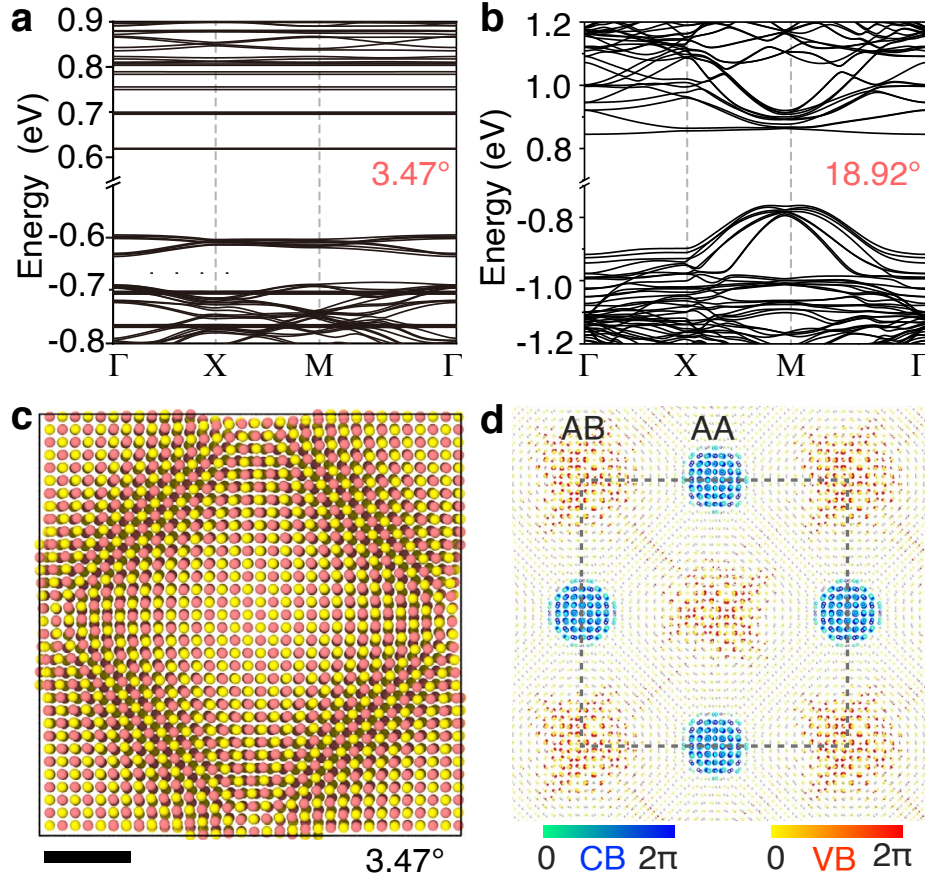 a
b
0.9
0.8
0.7
0.6
-0.6
-0.7
-0.8
Energy (eV)
3.47°
Γ
X
M
Γ
1.2
1.0
0.8
-0.8
-1.0
-1.2
Energy (eV)
18.92°
Γ
X
M
Γ
c
3.47°
d
AB
AA
0 CB 2π
0 VB 2π